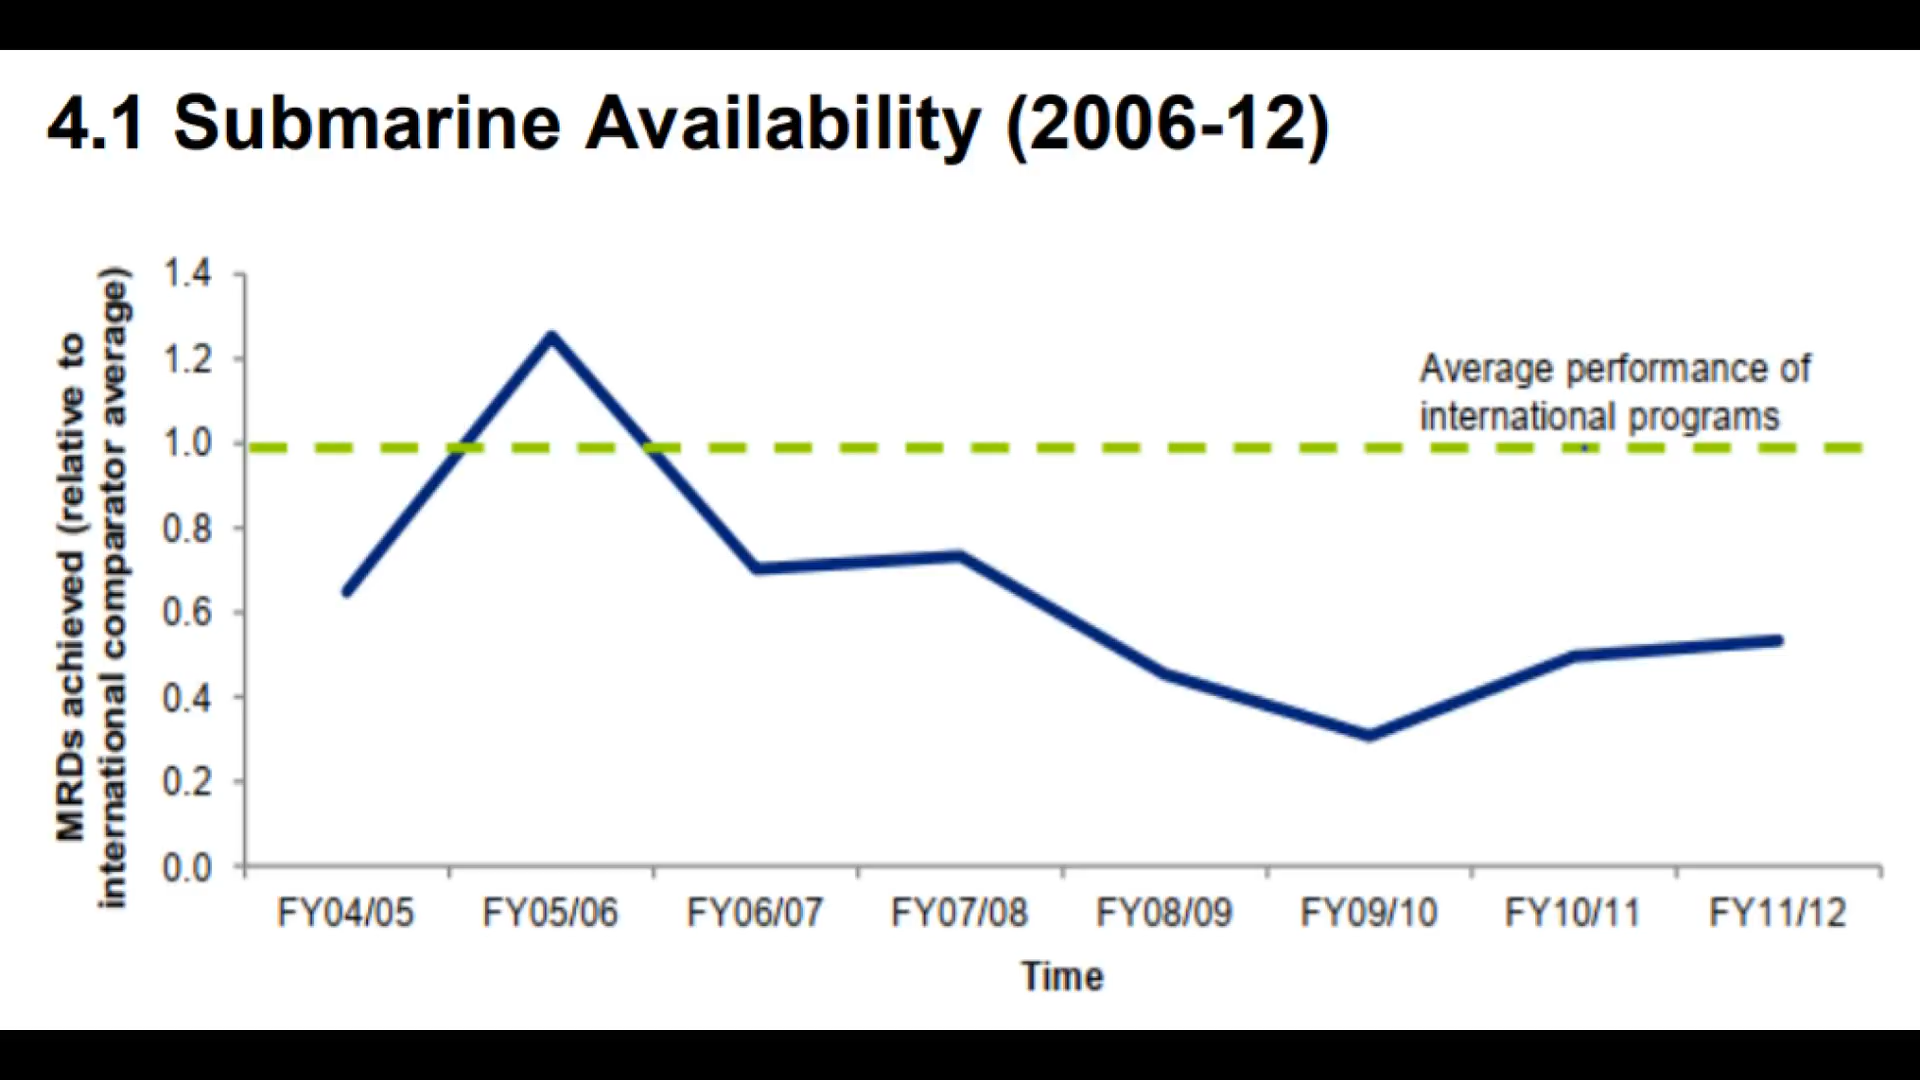 4.1 Submarine Availability (2006-12)
MRDs achieved (relative to
international comparator average)
1.4
1.2
1.0
0.8
0.6
0.4
0.2
0.0
Average performance of
international programs
FY04/05 FY05/06 FY06/07 FY07/08 FY08/09 FY09/10 FY10/11 FY11/12
Time